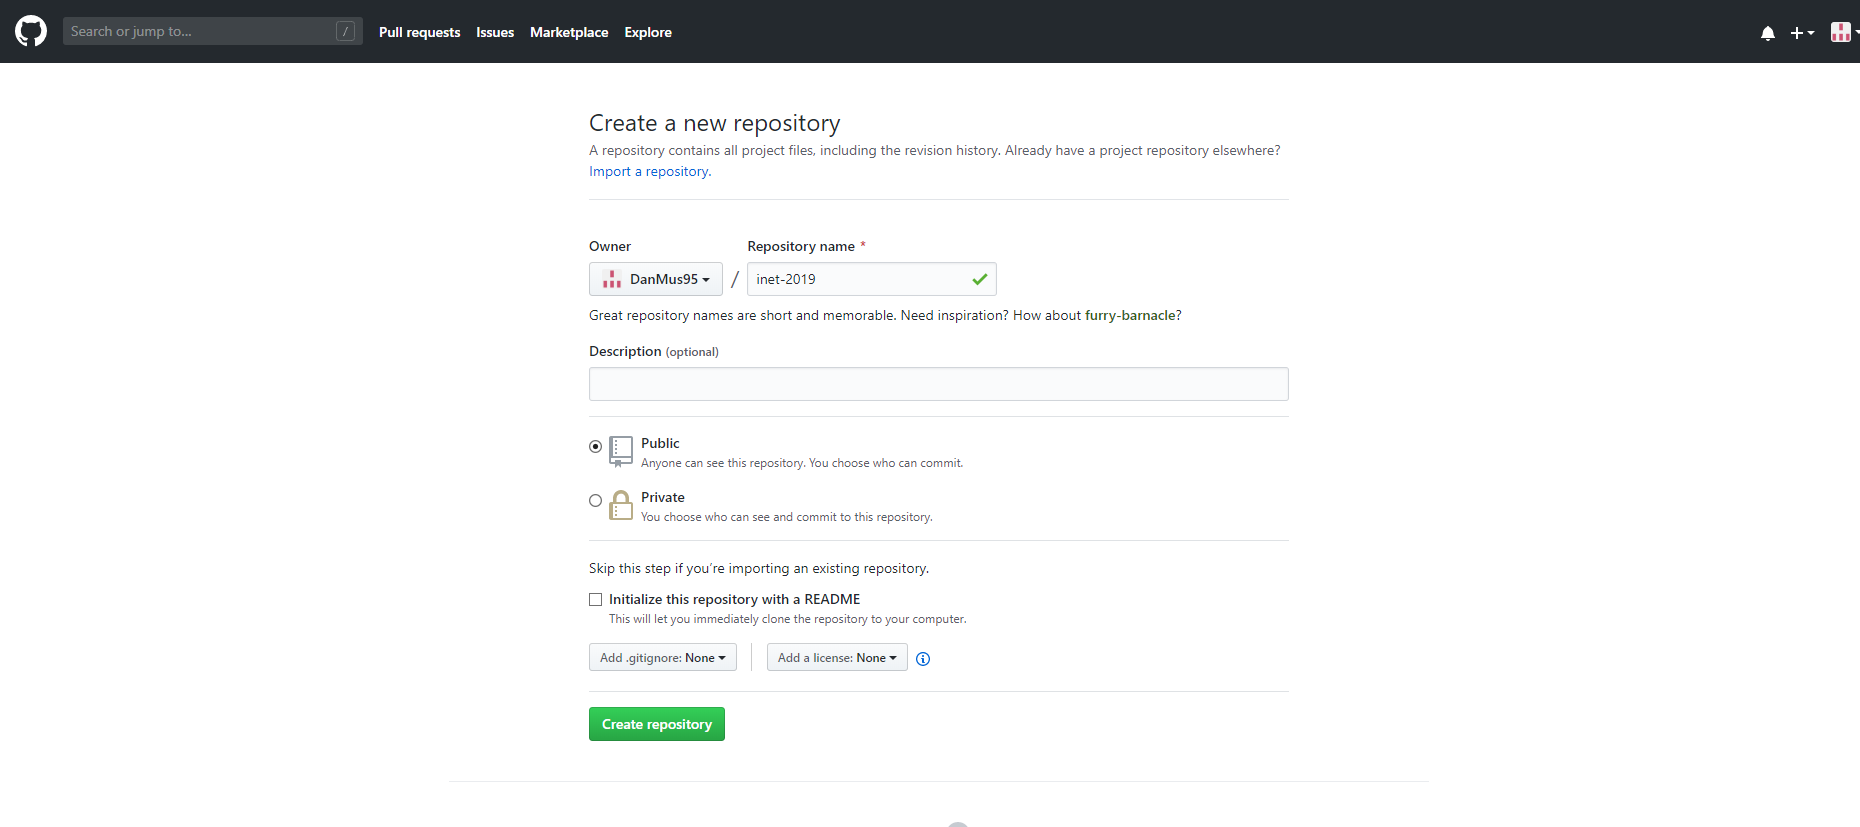 Search or jump to... /
Pull requests Issues Marketplace Explore
Create a new repository
A repository contains all project files, including the revision history. Already have a project repository elsewhere?
Import a repository.
Owner Repository name *
DanMus95 / inet-2019
Great repository names are short and memorable. Need inspiration? How about furry-barnacle?
Description (optional)
Public
Anyone can see this repository. You choose who can commit.
Private
You choose who can see and commit to this repository.
Skip this step if you're importing an existing repository.
Initialize this repository with a README
This will let you immediately clone the repository to your computer.
Add .gitignore: None Add a license: None
Create repository